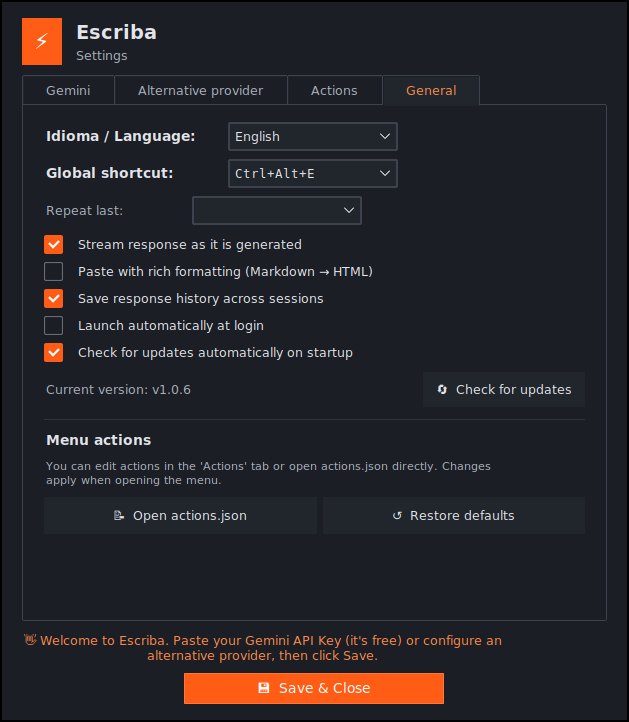 Escriba
Settings
Gemini
Alternative provider
Actions
General
Idioma / Language:
English
Global shortcut:
Ctrl+Alt+E
Repeat last:
Stream response as it is generated
Paste with rich formatting (Markdown → HTML)
Save response history across sessions
Launch automatically at login
Check for updates automatically on startup
Current version: v1.0.6
Check for updates
Menu actions
You can edit actions in the 'Actions' tab or open actions.json directly. Changes
apply when opening the menu.
Open actions.json
Restore defaults
Welcome to Escriba. Paste your Gemini API Key (it's free) or configure an
alternative provider, then click Save.
Save & Close